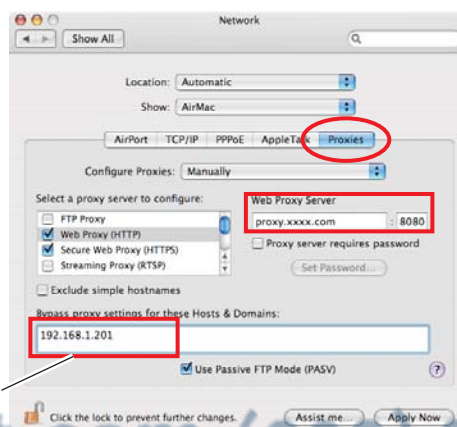 Network
Show All
Location: Automatic
Show: AirMac
AirPort TCP/IP PPPoE AppleTalk Proxies
Configure Proxies: Manually
Select a proxy server to configure:
Web Proxy Server
FTP Proxy
Web Proxy (HTTP)
Secure Web Proxy (HTTPS)
Streaming Proxy (RTSP)
proxy.xxxx.com : 8080
Proxy server requires password
Set Password...
Exclude simple hostnames
Bypass proxy settings for these Hosts & Domains:
192.168.1.201
Use Passive FTP Mode (PASV)
?
Click the lock to prevent further changes.
Assist me...
Apply Now